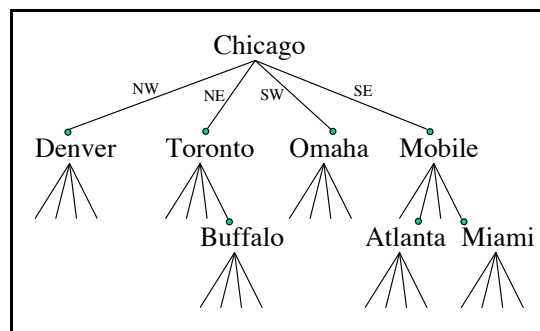 Chicago
NW NE SW SE
Denver Toronto Omaha Mobile
Buffalo Atlanta Miami